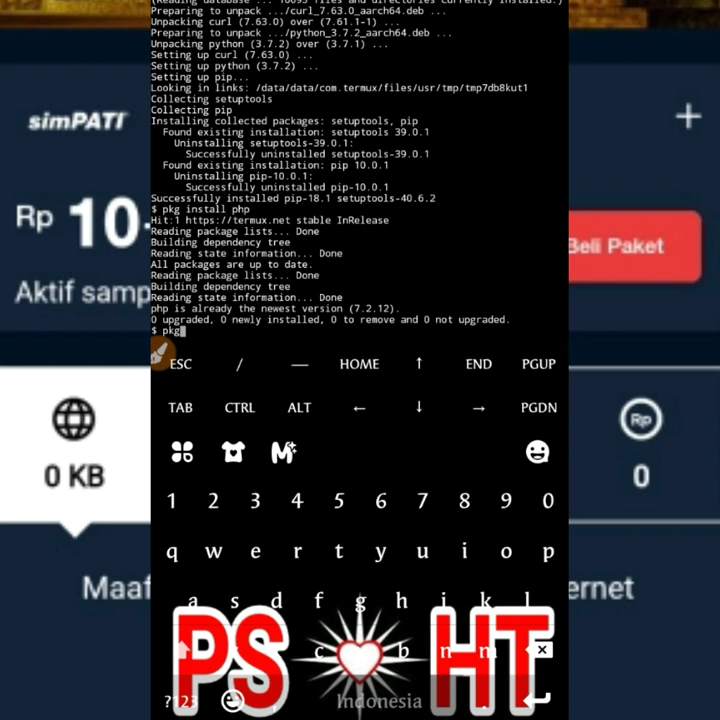 (Reading database ... 10093 files and directories currently installed.)
Preparing to unpack .../curl_7.63.0_aarch64.deb ...
Unpacking curl (7.63.0) over (7.61.1-1) ...
Preparing to unpack .../python_3.7.2_aarch64.deb ...
Unpacking python (3.7.2) over (3.7.1) ...
Setting up curl (7.63.0) ...
Setting up python (3.7.2) ...
Setting up pip...
Looking in links: /data/data/com.termux/files/usr/tmp/tmp7db8kut1
Collecting setuptools
Collecting pip
Installing collected packages: setuptools, pip
Found existing installation: setuptools 39.0.1
Uninstalling setuptools-39.0.1:
Successfully uninstalled setuptools-39.0.1
Found existing installation: pip 10.0.1
Uninstalling pip-10.0.1:
Successfully uninstalled pip-10.0.1
Successfully installed pip-18.1 setuptools-40.6.2
$ pkg install php
Hit:1 https://termux.net stable InRelease
Reading package lists... Done
Building dependency tree
Reading state information... Done
All packages are up to date.
Reading package lists... Done
Building dependency tree
Reading state information... Done
php is already the newest version (7.2.12).
0 upgraded, 0 newly installed, 0 to remove and 0 not upgraded.
$ pkg
ESC / — HOME ↑ END PGUP
TAB CTRL ALT ← ↓ → PGDN
M
1 2 3 4 5 6 7 8 9 0
q w e r t y u i o p
a s d f g h j k l
c b n m
PS HT
?123 , Indonesia .
simPATI +
Rp 10.
Beli Paket
Aktif samp
0 KB
Rp
0
Maaf
ernet